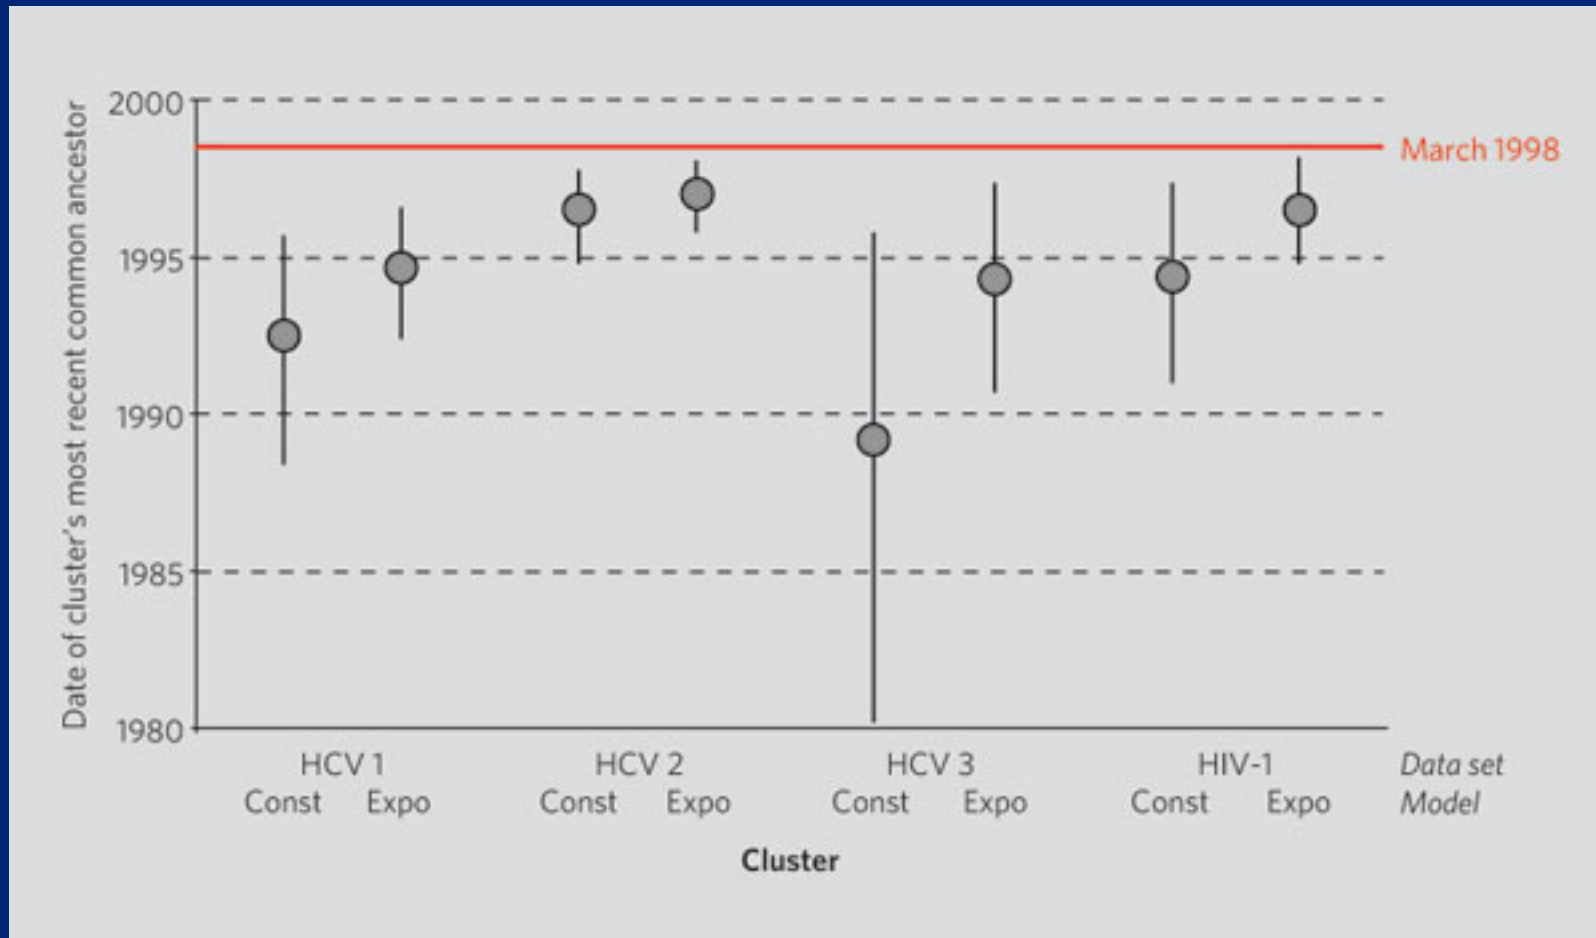 Date of cluster's most recent common ancestor
2000
March 1998
1995
1990
1985
1980
HCV 1 HCV 2 HCV 3 HIV-1 Data set
Const Expo Const Expo Const Expo Const Expo Model
Cluster